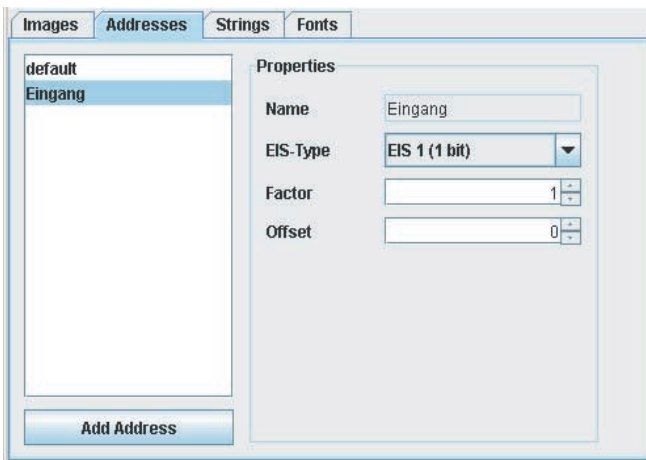 Images Addresses Strings Fonts
default
Eingang
Add Address
Properties
Name Eingang
EIS-Type EIS 1 (1 bit)
Factor 1
Offset 0